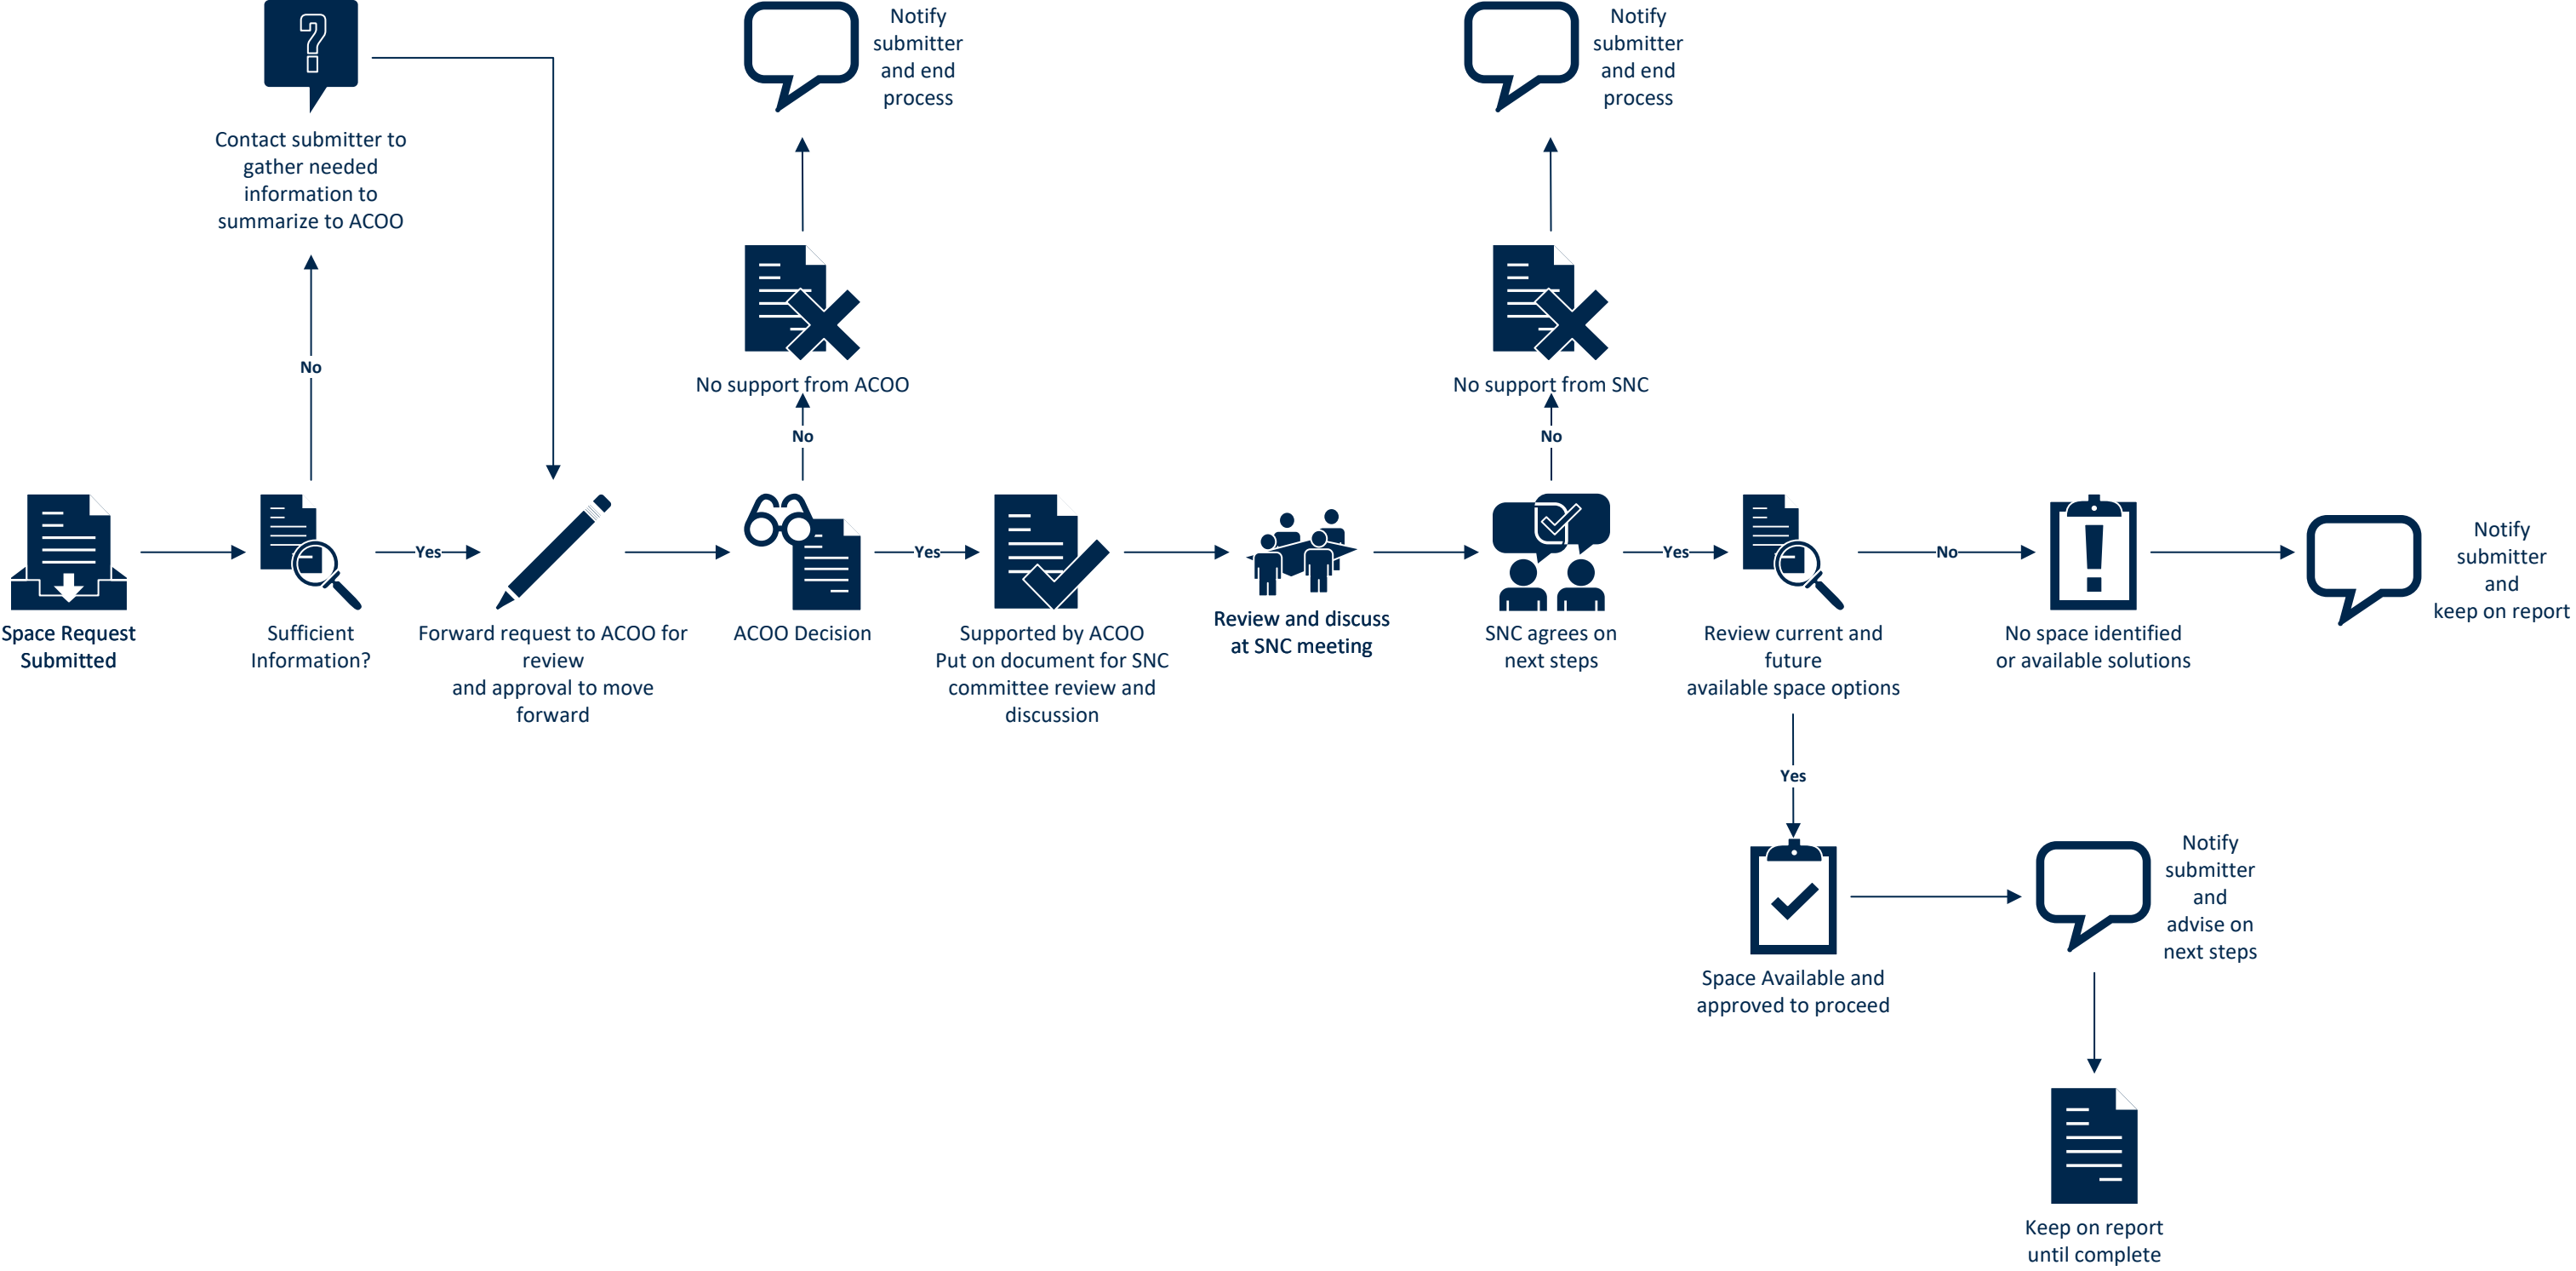 Contact submitter to
gather needed
information to
summarize to ACOO
Notify
submitter
and end
process
Notify
submitter
and end
process
No
No support from ACOO
No
No support from SNC
No
Space Request
Submitted
Sufficient
Information?
Yes
Forward request to ACOO for
review
and approval to move
forward
ACOO Decision
Yes
Supported by ACOO
Put on document for SNC
committee review and
discussion
Review and discuss
at SNC meeting
SNC agrees on
next steps
Yes
Review current and
future
available space options
No
No space identified
or available solutions
Notify
submitter
and
keep on report
Yes
Space Available and
approved to proceed
Notify
submitter
and
advise on
next steps
Keep on report
until complete